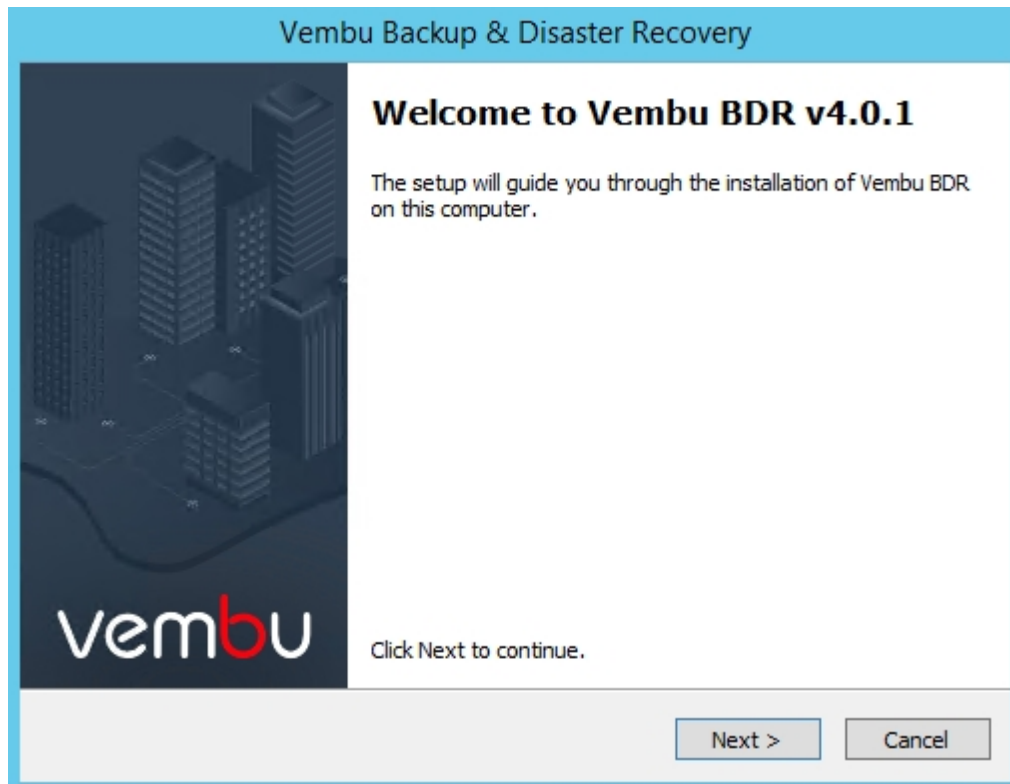 Vembu Backup & Disaster Recovery
Welcome to Vembu BDR v4.0.1
The setup will guide you through the installation of Vembu BDR
on this computer.
vembu
Click Next to continue.
Next >
Cancel